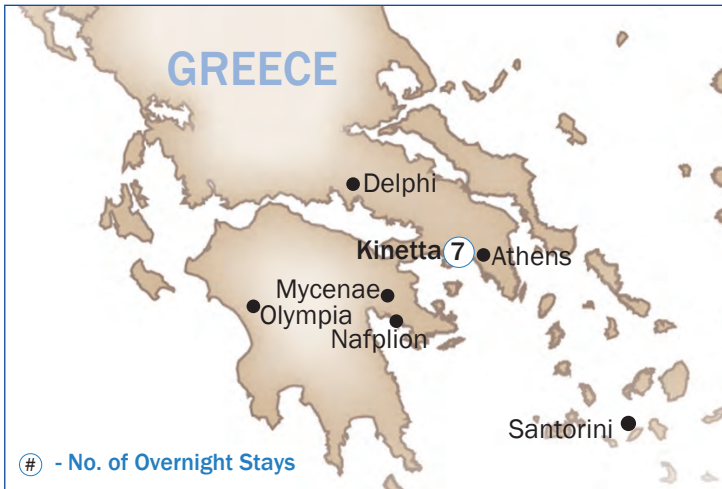 GREECE
Delphi
Kinetta 7
Athens
Mycenae
Olympia
Nafplion
Santorini
# - No. of Overnight Stays